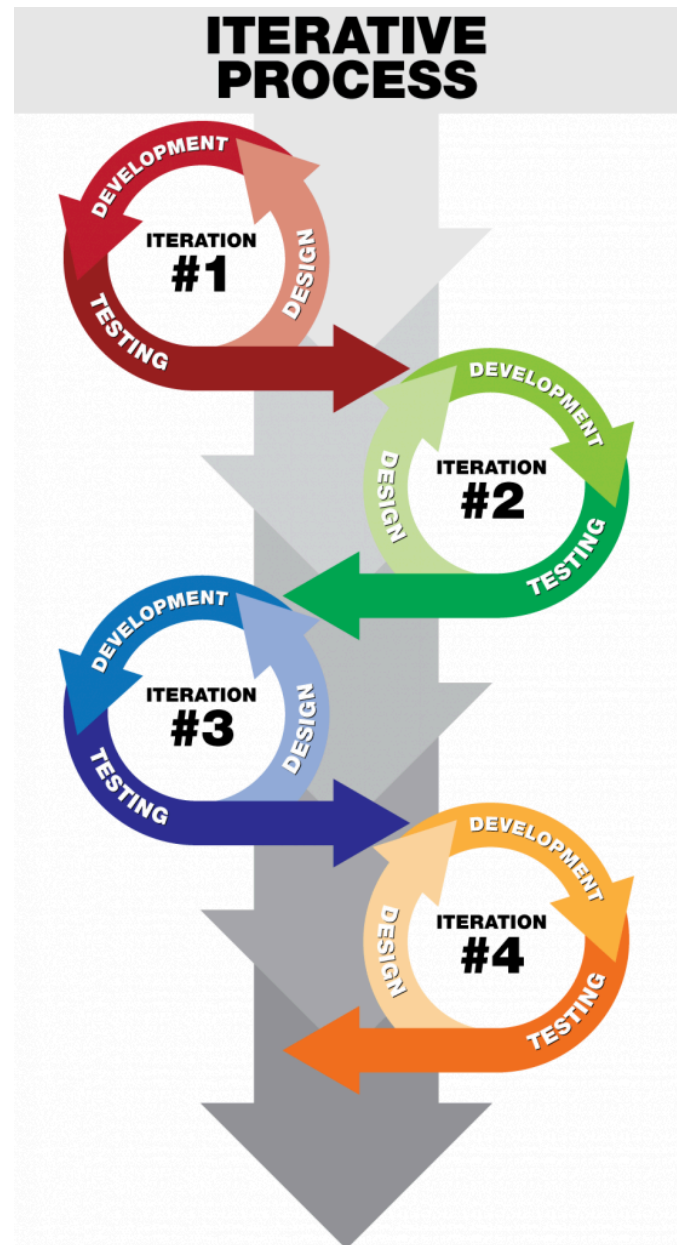 ITERATIVE
PROCESS
DEVELOPMENT
ITERATION
#1
DESIGN
TESTING
DEVELOPMENT
ITERATION
#2
DESIGN
TESTING
DEVELOPMENT
ITERATION
#3
DESIGN
TESTING
DEVELOPMENT
ITERATION
#4
DESIGN
TESTING